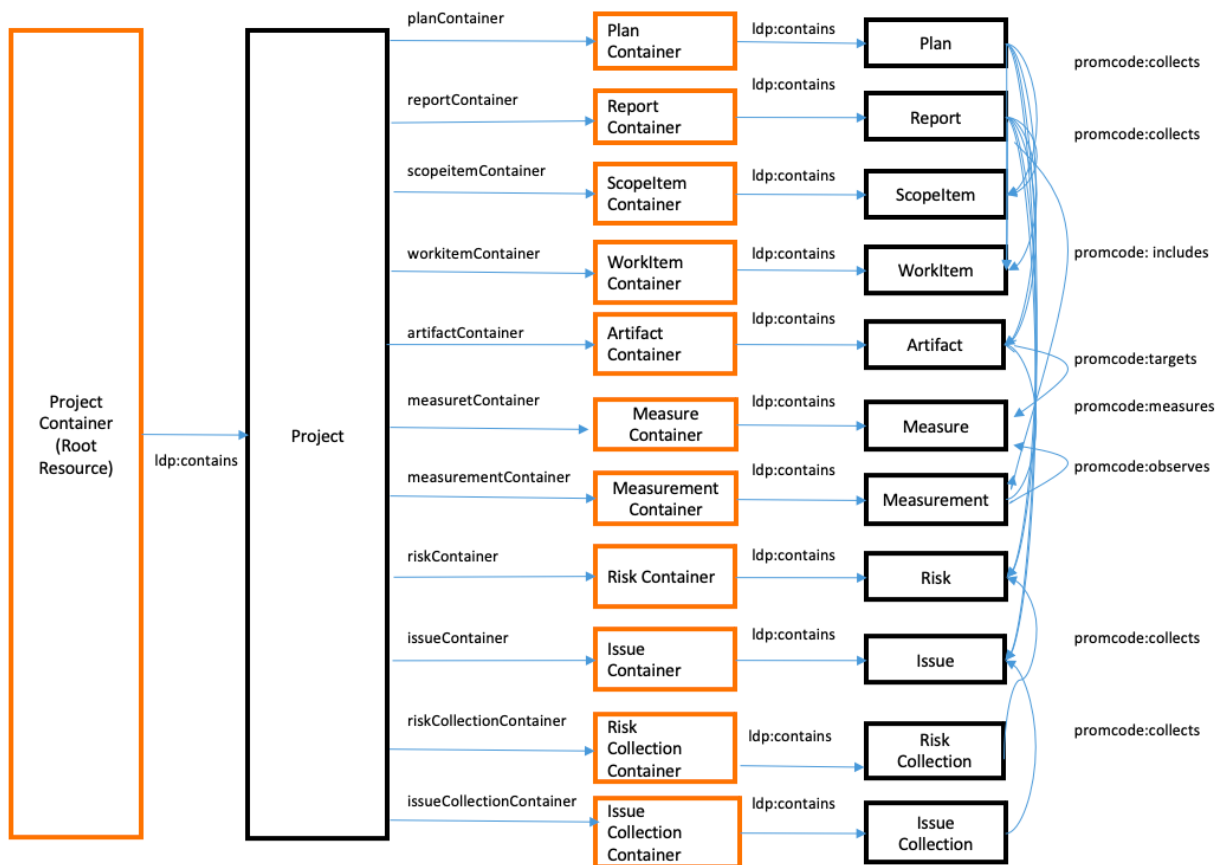 planContainer
Plan
Container
ldp:contains
Plan
promcode:collects
reportContainer
Report
Container
ldp:contains
Report
promcode:collects
scopeitemContainer
ScopeItem
Container
ldp:contains
ScopeItem
workitemContainer
WorkItem
Container
ldp:contains
WorkItem
promcode: includes
artifactContainer
Artifact
Container
ldp:contains
Artifact
promcode:targets
Project
Container
(Root
Resource)
ldp:contains
Project
measuretContainer
Measure
Container
ldp:contains
Measure
promcode:measures
measurementContainer
Measurement
Container
ldp:contains
Measurement
promcode:observes
riskContainer
Risk Container
ldp:contains
Risk
issueContainer
Issue
Container
ldp:contains
Issue
promcode:collects
riskCollectionContainer
Risk
Collection
Container
ldp:contains
Risk
Collection
promcode:collects
issueCollectionContainer
Issue
Collection
Container
ldp:contains
Issue
Collection